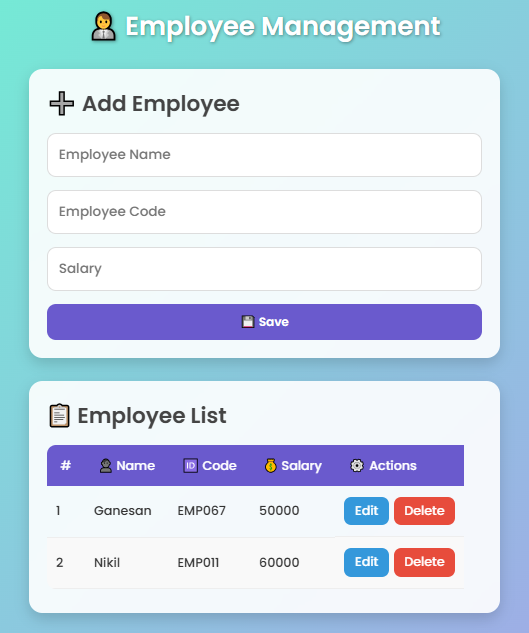 Employee Management
Add Employee
Employee Name
Employee Code
Salary
Save
Employee List
# Name Code Salary Actions
1 Ganesan EMP067 50000 Edit Delete
2 Nikil EMP011 60000 Edit Delete